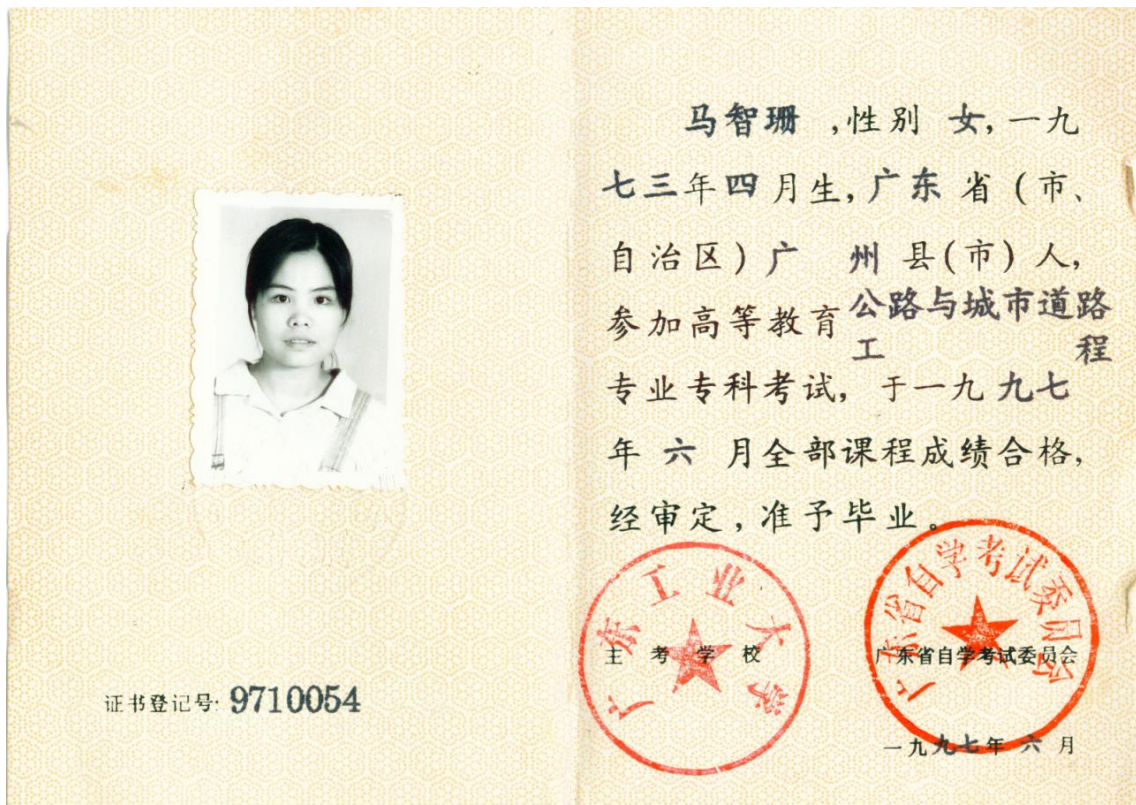 马智珊 ,性别 女,一九
七三年四月生,广东 省(市、
自治区)广 州县(市)人,
参加高等教育公路与城市道路
工 程
专业专科考试, 于一九九七
年 六 月全部课程成绩合格,
经审定,准予毕业。
广东工业大学
主考学校
广东省自学考试委员会
广东省自学考试委员会
一九九七年 六 月
证书登记号: 9710054